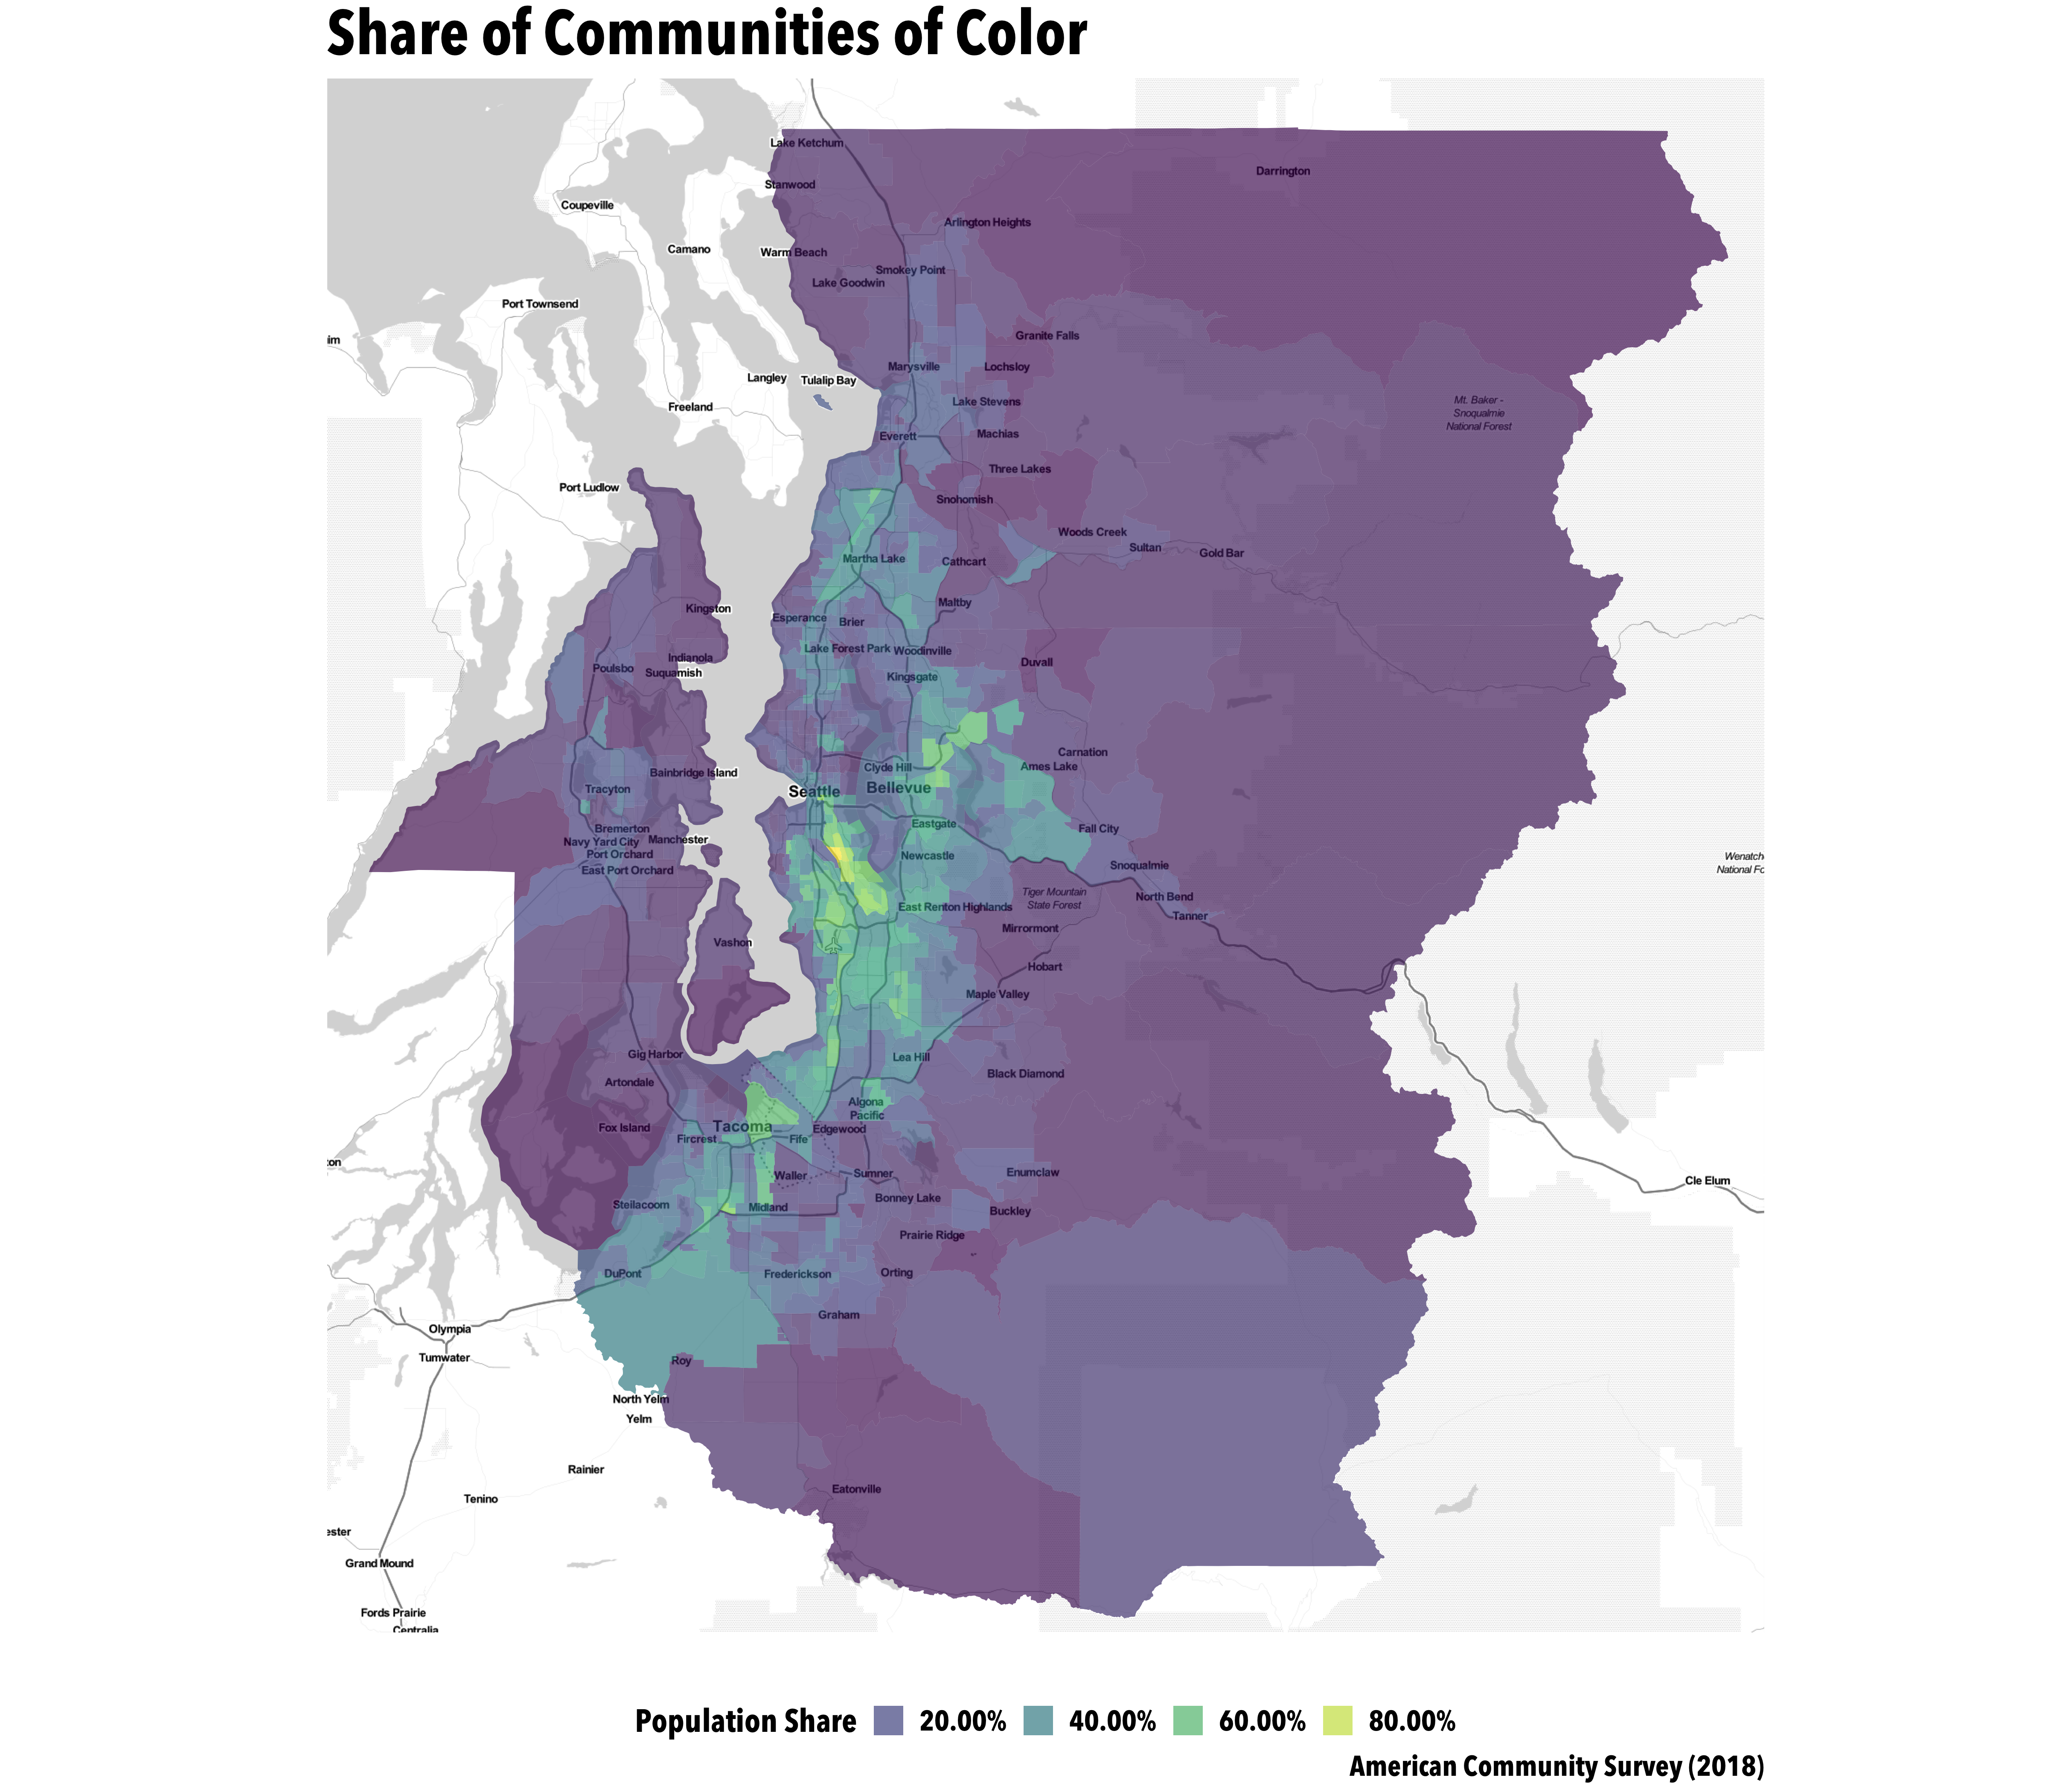 Share of Communities of Color
Lake Ketchum
Darrington
Stanwood
Coupeville
Arlington Heights
Camano
Warm Beach
Smokey Point
Lake Goodwin
Port Townsend
Granite Falls
im
Marysville
Lochsloy
Langley
Tulalip Bay
Lake Stevens
Freeland
Mt. Baker -
Snoqualmie
National Forest
Everett
Machias
Three Lakes
Port Ludlow
Snohomish
Woods Creek
Sultan
Gold Bar
Martha Lake
Cathcart
Maltby
Kingston
Esperance
Brier
Lake Forest Park
Woodinville
Indianola
Duvall
Poulsbo
Suquamish
Kingsgate
Carnation
Clyde Hill
Ames Lake
Bainbridge Island
Tracyton
Seattle
Bellevue
Eastgate
Fall City
Bremerton
Navy Yard City
Manchester
Port Orchard
Newcastle
East Port Orchard
Snoqualmie
Wenatch
National Fo
Tiger Mountain
State Forest
North Bend
East Renton Highlands
Tanner
Mirrormont
Vashon
Hobart
Maple Valley
Gig Harbor
Lea Hill
Black Diamond
Artondale
Algona
Pacific
Fox Island
Tacoma
Edgewood
Fircrest
Fife
ton
Waller
Sumner
Enumclaw
Cle Elum
Steilacoom
Midland
Bonney Lake
Buckley
Prairie Ridge
DuPont
Frederickson
Orting
Graham
Olympia
Tumwater
Roy
North Yelm
Yelm
Rainier
Eatonville
Tenino
ester
Grand Mound
Fords Prairie
Centralia
Population Share 20.00% 40.00% 60.00% 80.00%
American Community Survey (2018)